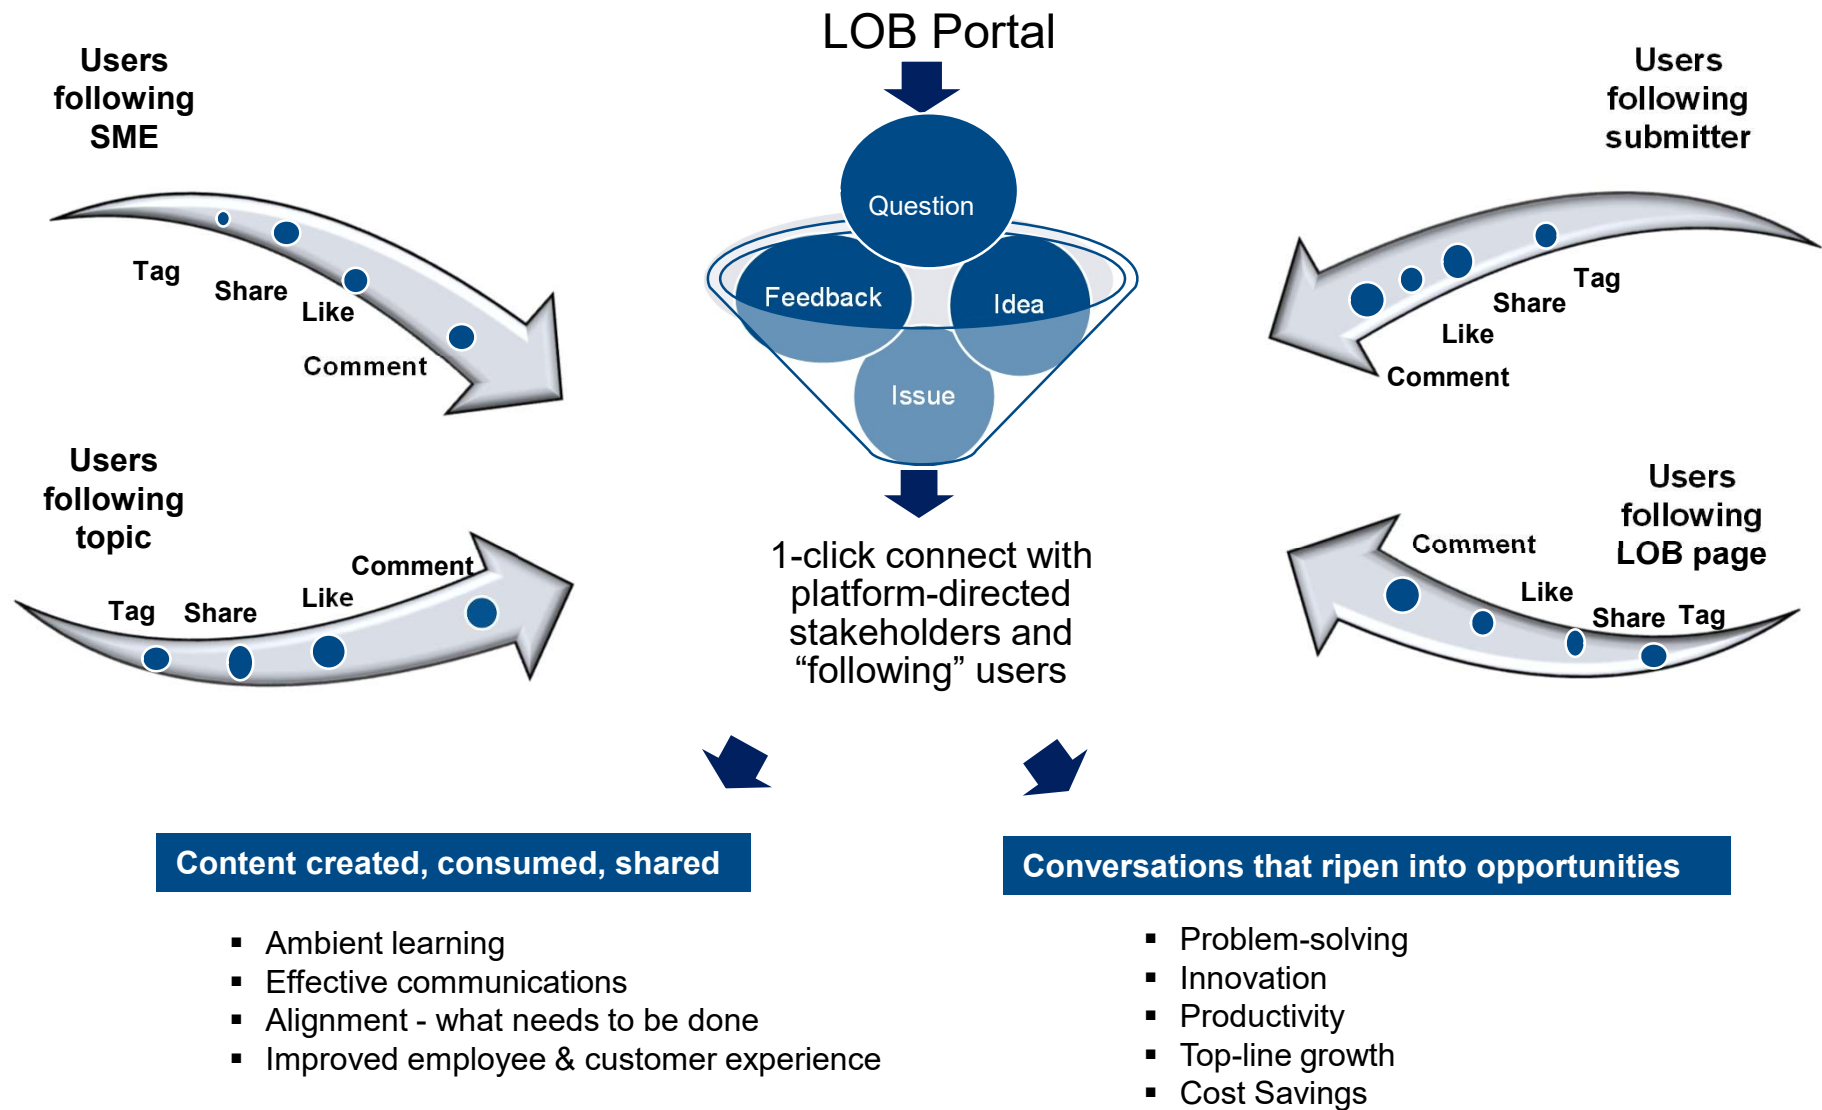 LOB Portal
Users
following
SME
Users
following
submitter
Question
Feedback
Idea
Issue
Tag
Share
Like
Comment
Tag
Share
Like
Comment
Users
following
topic
Tag
Share
Like
Comment
Users
following
LOB page
Comment
Like
Share
Tag
1-click connect with
platform-directed
stakeholders and
“following” users
Content created, consumed, shared
▪ Ambient learning
▪ Effective communications
▪ Alignment - what needs to be done
▪ Improved employee & customer experience
Conversations that ripen into opportunities
▪ Problem-solving
▪ Innovation
▪ Productivity
▪ Top-line growth
▪ Cost Savings